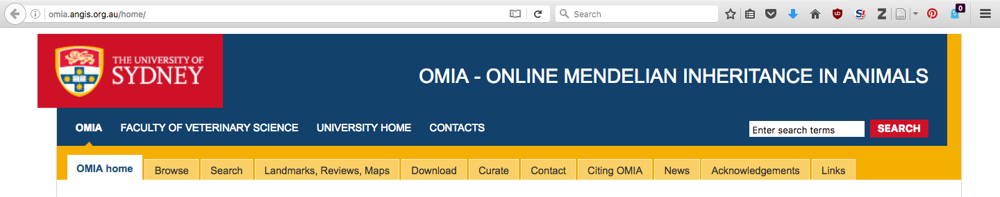 omia.angis.org.au/home/
Search
0
THE UNIVERSITY OF
SYDNEY
OMIA - ONLINE MENDELIAN INHERITANCE IN ANIMALS
OMIA FACULTY OF VETERINARY SCIENCE UNIVERSITY HOME CONTACTS
Enter search terms SEARCH
OMIA home Browse Search Landmarks, Reviews, Maps Download Curate Contact Citing OMIA News Acknowledgements Links